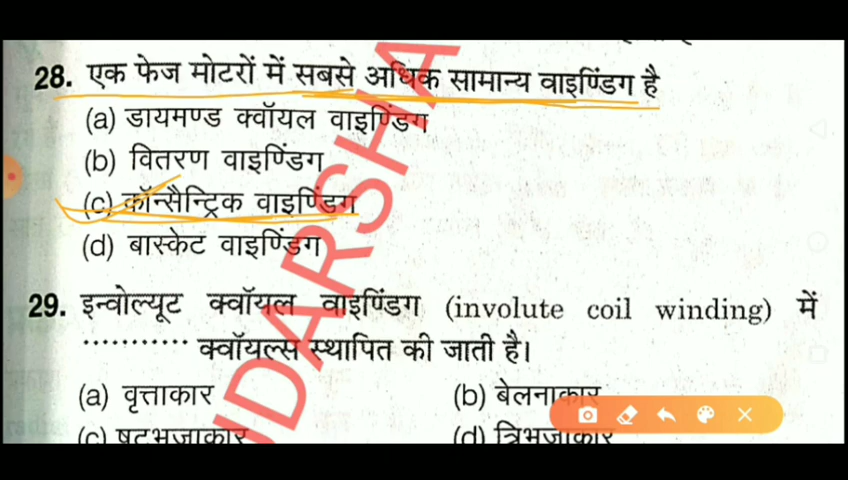 28. एक फेज मोटरों में सबसे अधिक सामान्य वाइण्डिंग है
(a) डायमण्ड क्वॉयल वाइण्डिंग
(b) वितरण वाइण्डिंग
(c) कॉन्सैन्ट्रिक वाइण्डिंग
(d) बास्केट वाइण्डिंग
29. इन्वोल्यूट क्वॉयल वाइण्डिंग (involute coil winding) में
........... क्वॉयल्स स्थापित की जाती है।
(a) वृत्ताकार (b) बेलनाकार
(c) षट्भुजाकार (d) त्रिभुजाकार
DARSHA